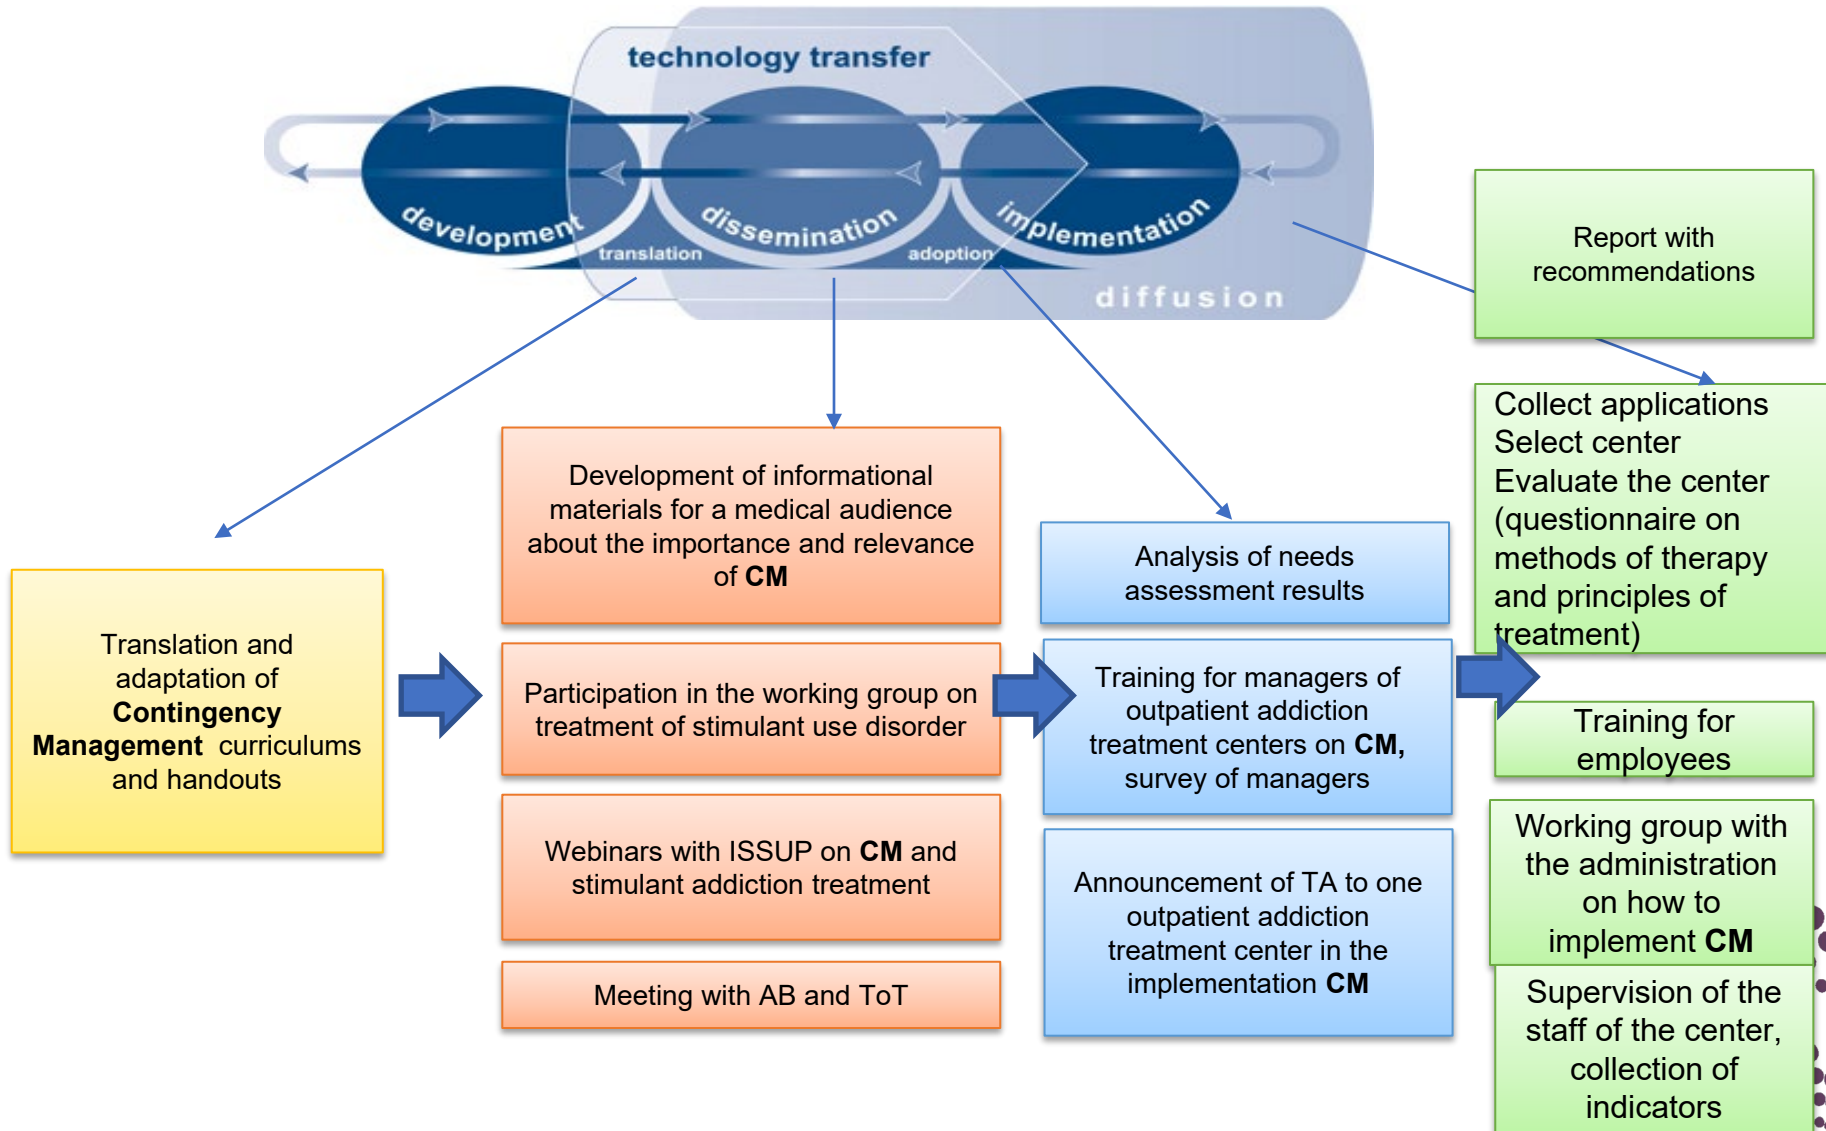 technology transfer
development
dissemination
implementation
translation
adoption
diffusion
Report with
recommendations
Translation and
adaptation of
Contingency
Management curriculums
and handouts
Development of informational
materials for a medical audience
about the importance and relevance
of CM
Participation in the working group on
treatment of stimulant use disorder
Webinars with ISSUP on CM and
stimulant addiction treatment
Meeting with AB and ToT
Analysis of needs
assessment results
Training for managers of
outpatient addiction
treatment centers on CM,
survey of managers
Announcement of TA to one
outpatient addiction
treatment center in the
implementation CM
Collect applications
Select center
Evaluate the center
(questionnaire on
methods of therapy
and principles of
treatment)
Training for
employees
Working group with
the administration
on how to
implement CM
Supervision of the
staff of the center,
collection of
indicators